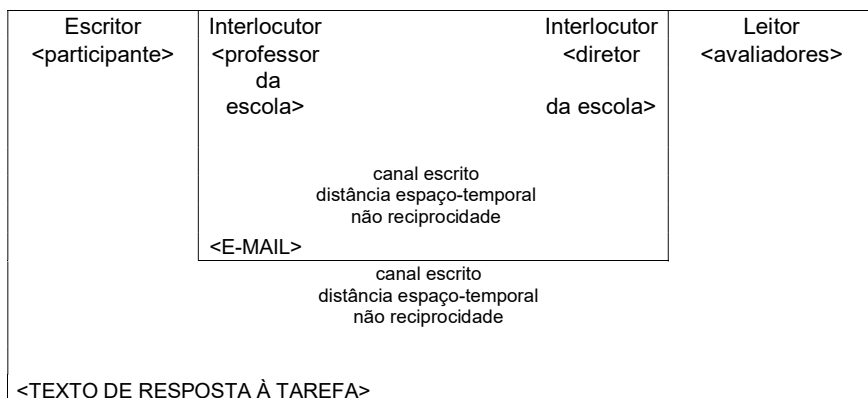 Escritor Interlocutor Interlocutor Leitor
<participante> <professor <diretor <avaliadores>
da
escola> da escola>
canal escrito
distância espaço-temporal
não reciprocidade
<E-MAIL>
canal escrito
distância espaço-temporal
não reciprocidade
<TEXTO DE RESPOSTA À TAREFA>